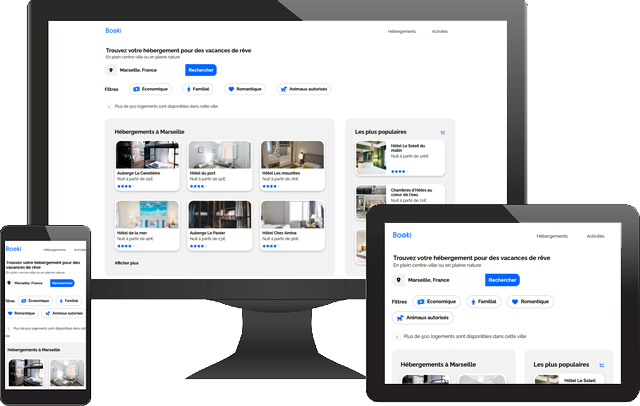 Booki
Hébergements
Activités
Trouvez votre hébergement pour des vacances de rêve
En plein centre-ville ou en pleine nature
Marseille, France
Rechercher
Filtres
Économique
Familial
Romantique
Animaux autorisés
Plus de 500 logements sont disponibles dans cette ville
Hébergements à Marseille
Auberge La Canebière
Nuit à partir de 25€
Hôtel du port
Nuit à partir de 52€
Hôtel Les mouettes
Nuit à partir de 76€
Hôtel de la mer
Nuit à partir de 46€
Auberge Le Panier
Nuit à partir de 23€
Hôtel Chez Amina
Nuit à partir de 96€
Afficher plus
Les plus populaires
Hôtel Le Soleil du
matin
Nuit à partir de 128€
Chambres d'Hôtes au
coeur de l'eau
Nuit à partir de 71€
Booki
Hébergements
Activités
Trouvez votre hébergement pour des
vacances de rêve
En plein centre-ville ou en pleine nature
Marseille, France
Rechercher
Filtres
Économique
Familial
Romantique
Animaux autorisés
Plus de 500 logements sont disponibles dans cette
ville
Hébergements à Marseille
Booki
Hébergements
Activités
Trouvez votre hébergement pour des vacances de rêve
En plein centre-ville ou en pleine nature
Marseille, France
Rechercher
Filtres
Économique
Familial
Romantique
Animaux autorisés
Plus de 500 logements sont disponibles dans cette ville
Hébergements à Marseille
Les plus populaires
Hôtel Le Soleil